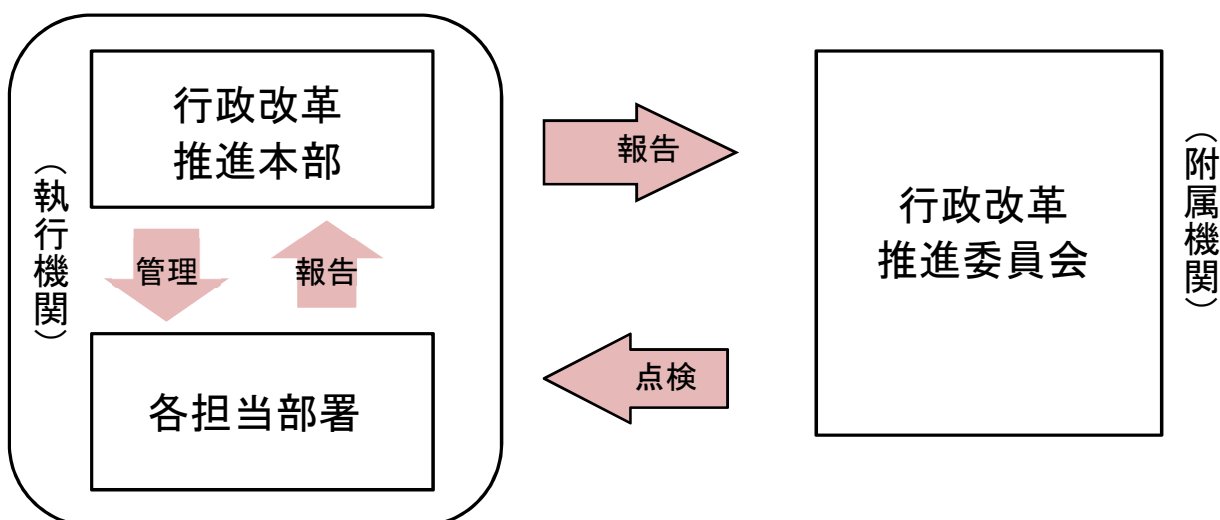 (執行機関)
行政改革
推進本部
管理
報告
各担当部署
報告
点検
行政改革
推進委員会
(附属機関)